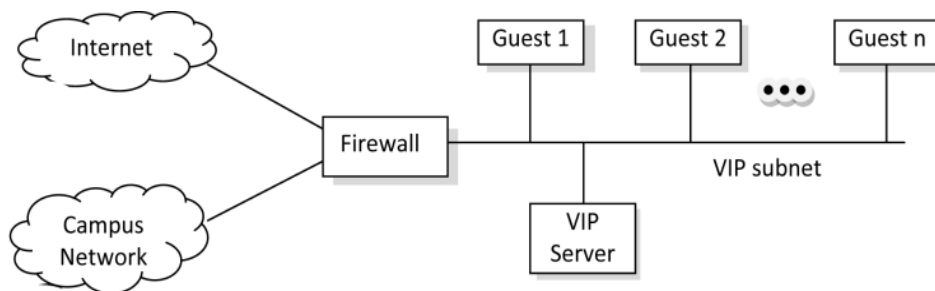 Internet
Guest 1
Guest 2
Guest n
Firewall
VIP subnet
Campus
Network
VIP
Server